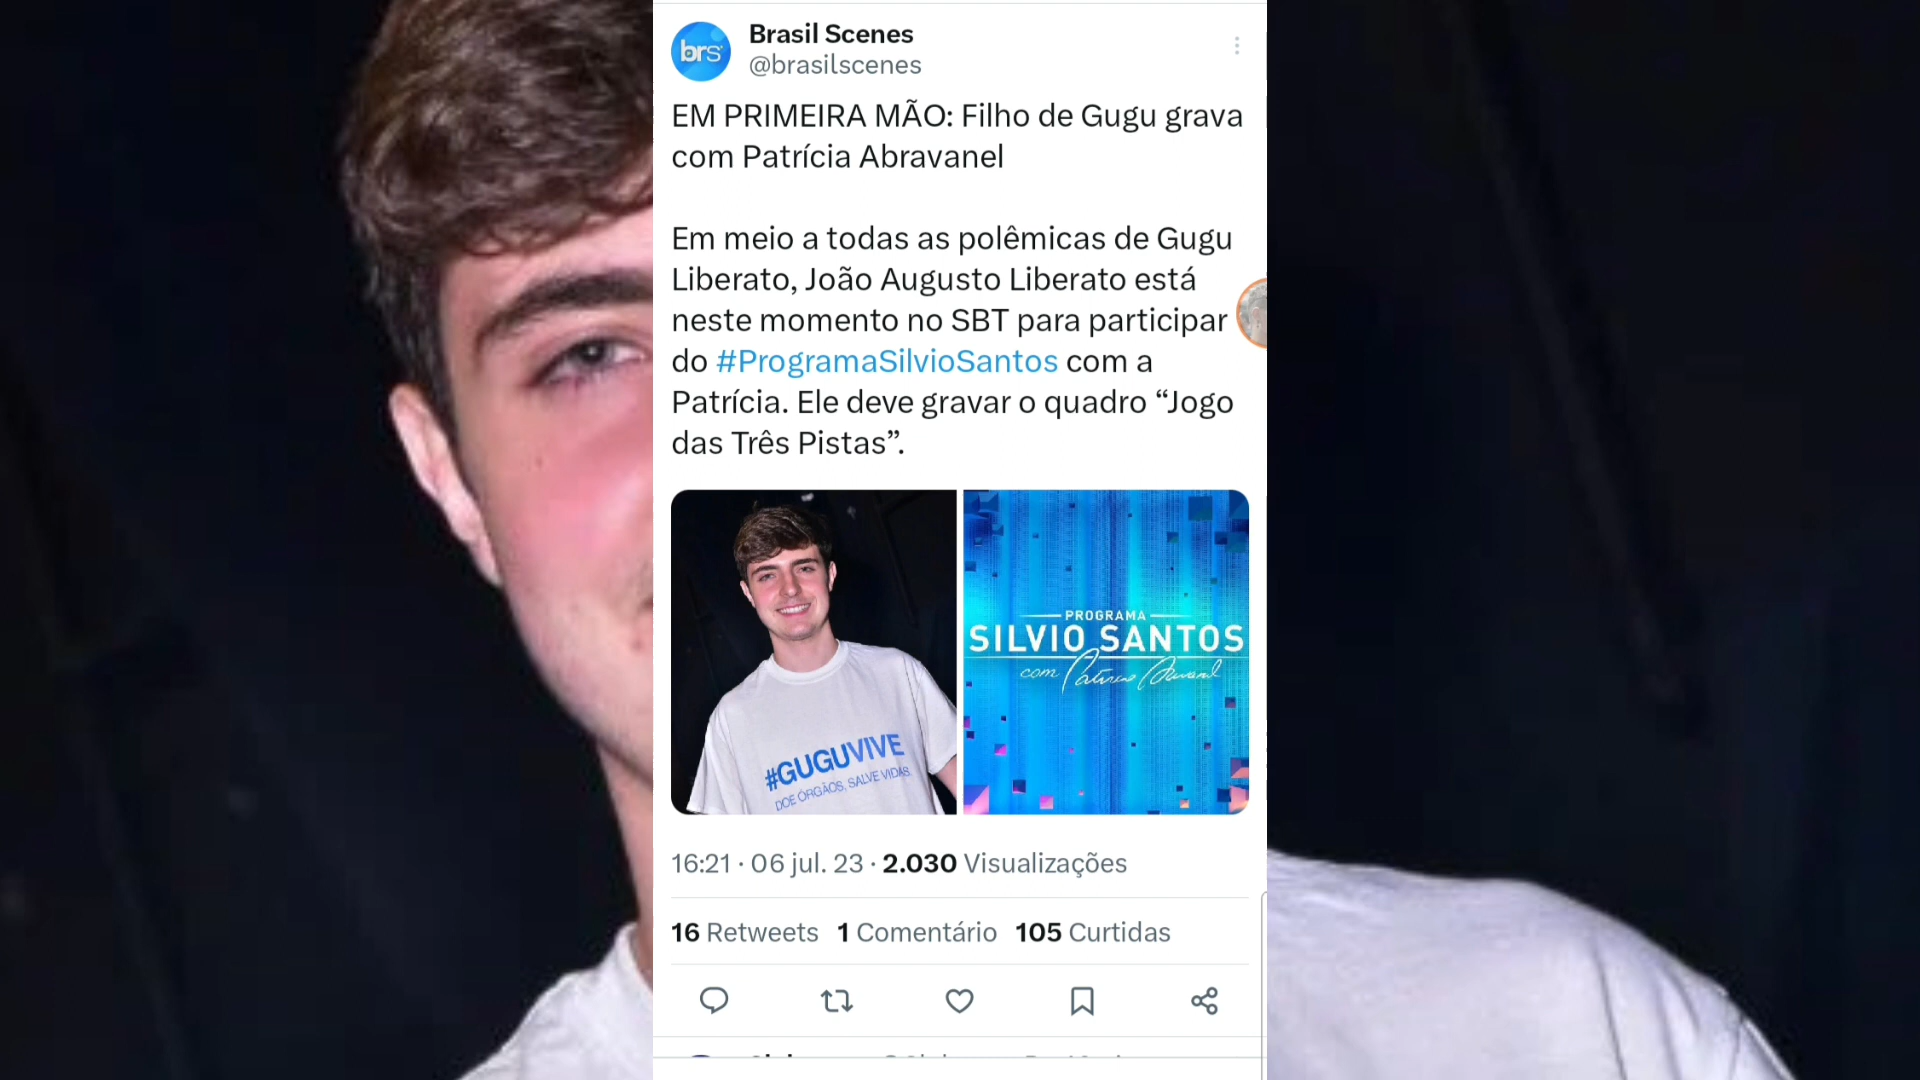 brs
Brasil Scenes
@brasilscenes
EM PRIMEIRA MÃO: Filho de Gugu grava
com Patrícia Abravanel
Em meio a todas as polêmicas de Gugu
Liberato, João Augusto Liberato está
neste momento no SBT para participar
do #ProgramaSilvioSantos com a
Patrícia. Ele deve gravar o quadro “Jogo
das Três Pistas”.
#GUGUVIVE
DOE ÓRGÃOS, SALVE VIDAS.
PROGRAMA
SILVIO SANTOS
com Patricia Abravanel
16:21 · 06 jul. 23 · 2.030 Visualizações
16 Retweets 1 Comentário 105 Curtidas